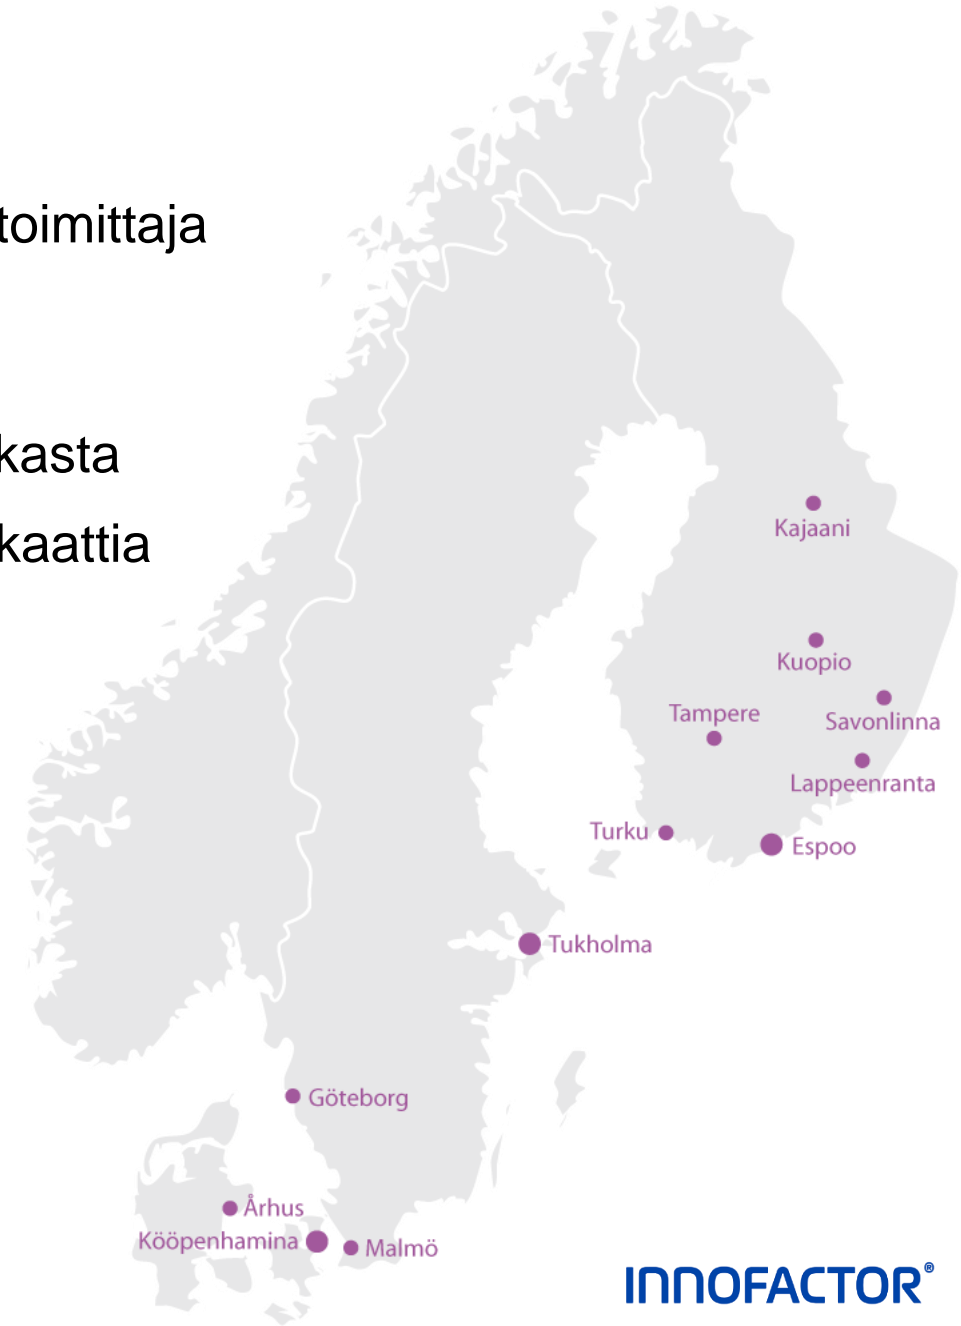 toimittaja
kasta
kaattia
Kajaani
Kuopio
Tampere
Savonlinna
Lappeenranta
Turku
Espoo
Tukholma
Göteborg
Århus
Kööpenhamina
Malmö
INNOFACTOR®